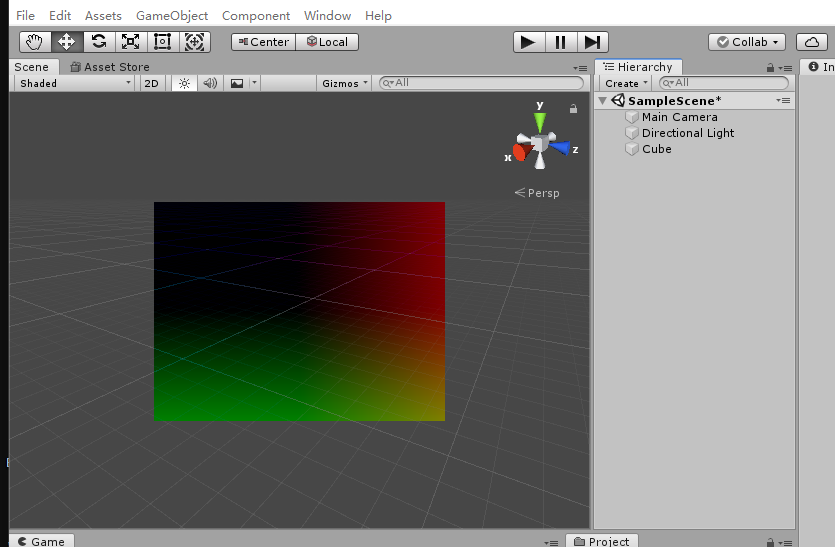 File Edit Assets GameObject Component Window Help
Center Local Collab
Scene Asset Store Hierarchy In
Shaded 2D Gizmos All Create All
SampleScene*
Main Camera
Directional Light
Cube
y
x z
Persp
Game Project